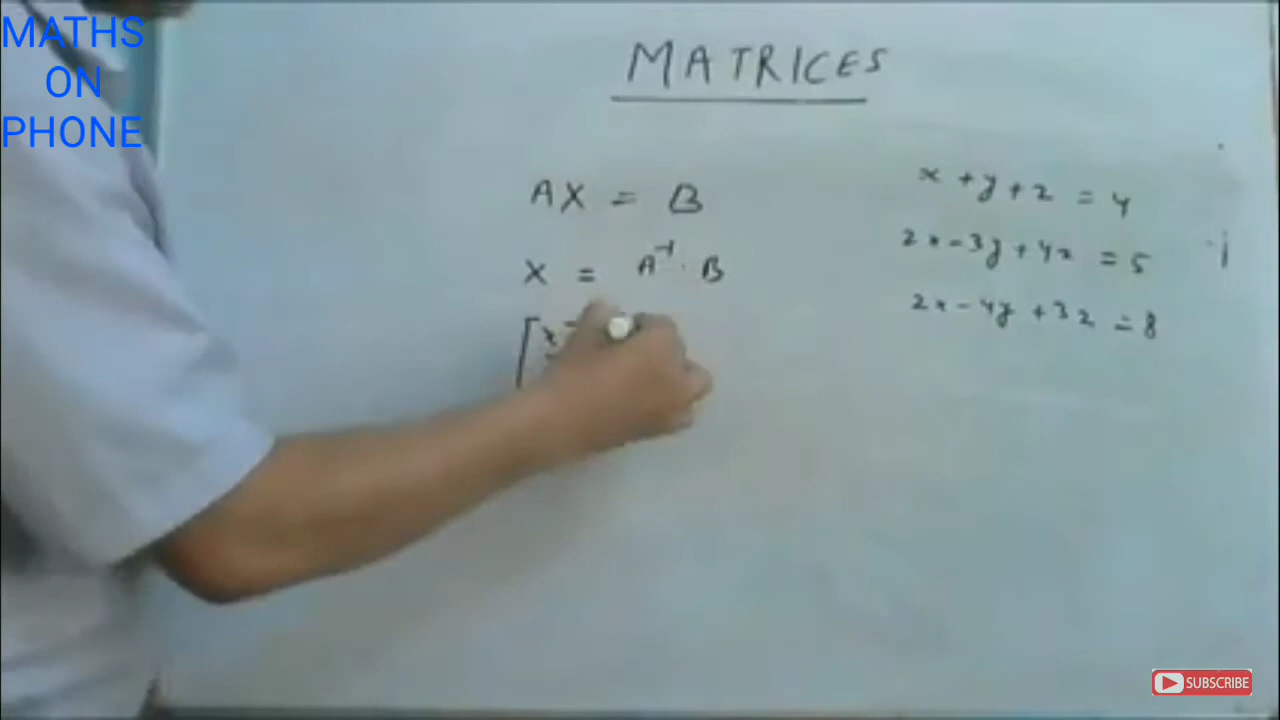 MATHS
ON
PHONE
MATRICES
AX = B
X = A⁻¹ . B
[x
x + y + z = 4
2x - 3y + 4z = 5
2x - 4y + 3z = 8
SUBSCRIBE